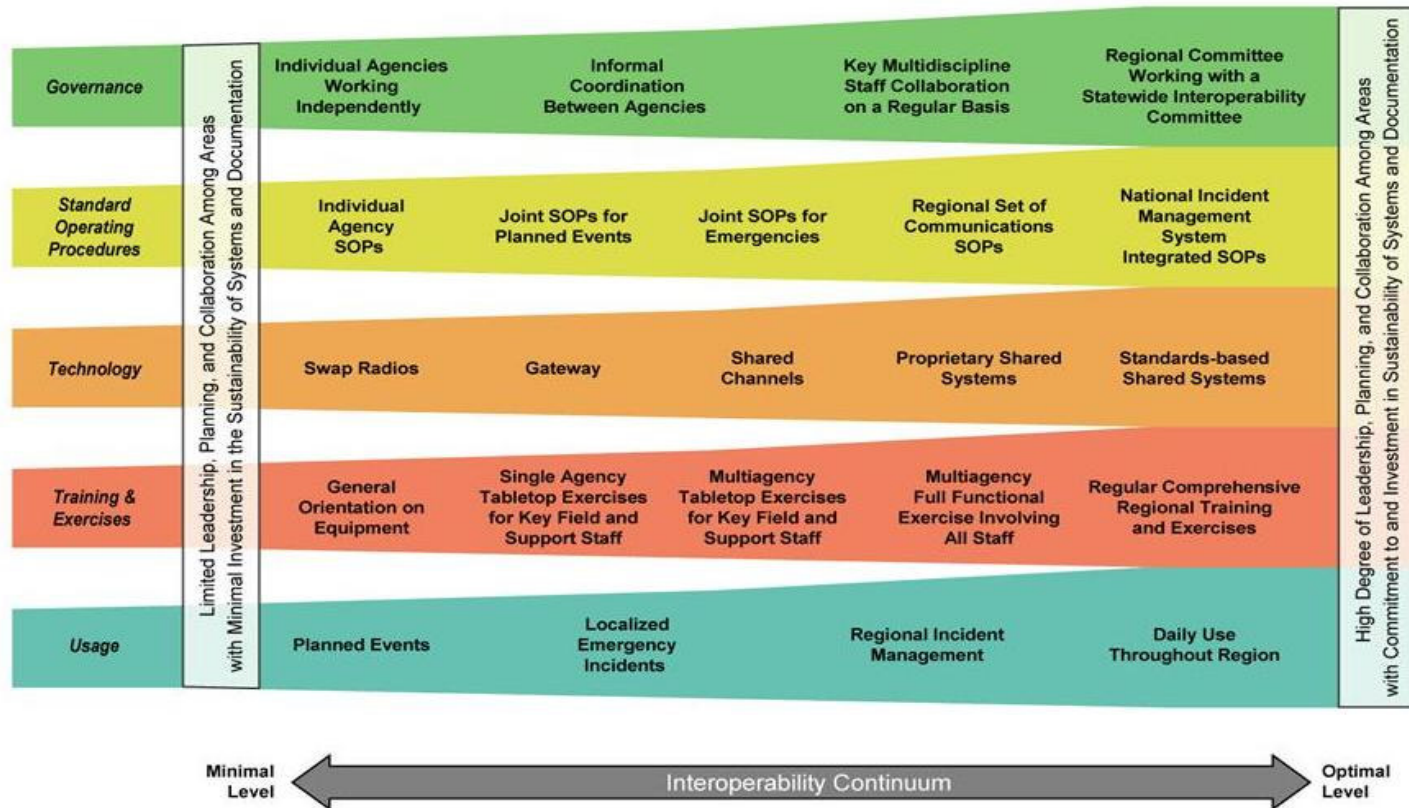 Governance
Individual Agencies
Working
Independently
Informal
Coordination
Between Agencies
Key Multidiscipline
Staff Collaboration
on a Regular Basis
Regional Committee
Working with a
Statewide Interoperability
Committee
Standard
Operating
Procedures
Individual
Agency
SOPs
Joint SOPs for
Planned Events
Joint SOPs for
Emergencies
Regional Set of
Communications
SOPs
National Incident
Management
System
Integrated SOPs
Technology
Swap Radios
Gateway
Shared
Channels
Proprietary Shared
Systems
Standards-based
Shared Systems
Training &
Exercises
General
Orientation on
Equipment
Single Agency
Tabletop Exercises
for Key Field and
Support Staff
Multiagency
Tabletop Exercises
for Key Field and
Support Staff
Multiagency
Full Functional
Exercise Involving
All Staff
Regular Comprehensive
Regional Training
and Exercises
Usage
Planned Events
Localized
Emergency
Incidents
Regional Incident
Management
Daily Use
Throughout Region
Limited Leadership, Planning, and Collaboration Among Areas
with Minimal Investment in the Sustainability of Systems and Documentation
High Degree of Leadership, Planning, and Collaboration Among Areas
with Commitment to and Investment in Sustainability of Systems and Documentation
Minimal
Level
Interoperability Continuum
Optimal
Level